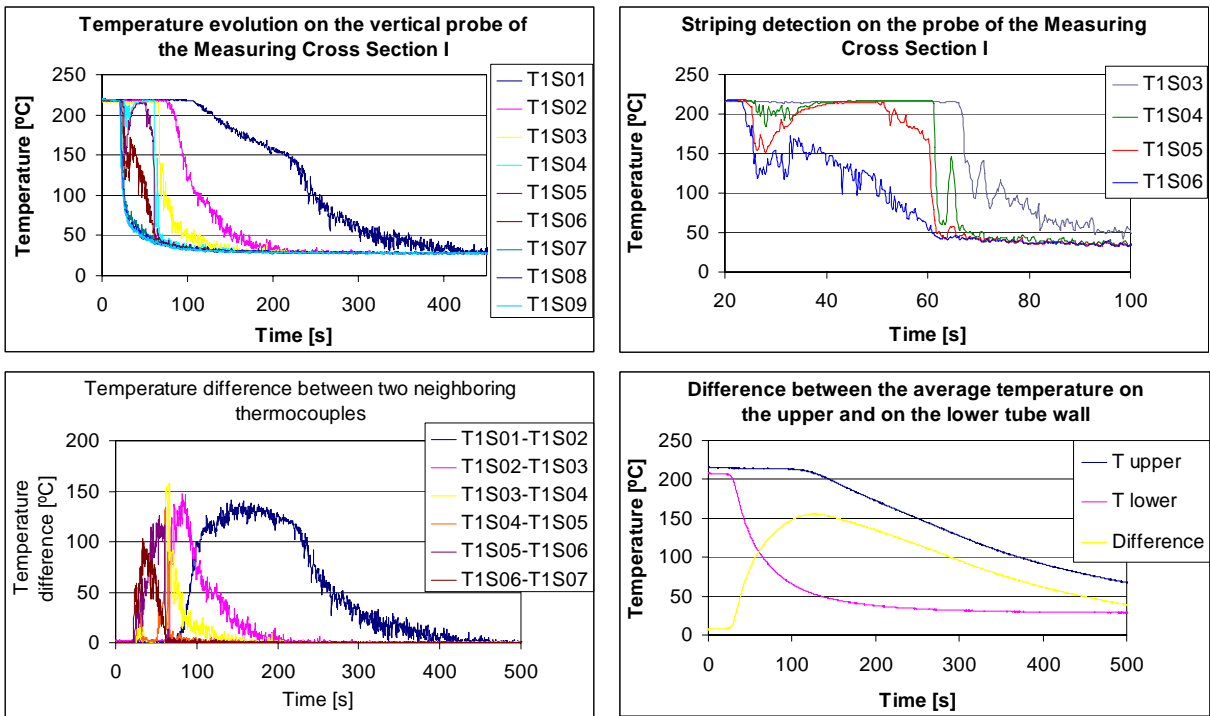 Temperature evolution on the vertical probe of
the Measuring Cross Section I
Temperature [ºC]
250
200
150
100
50
0
0 100 200 300 400
Time [s]
T1S01
T1S02
T1S03
T1S04
T1S05
T1S06
T1S07
T1S08
T1S09
Striping detection on the probe of the Measuring
Cross Section I
Temperature [ºC]
250
200
150
100
50
0
20 40 60 80 100
Time [s]
T1S03
T1S04
T1S05
T1S06
Temperature difference between two neighboring
thermocouples
Temperature
difference [ºC]
200
150
100
50
0
0 100 200 300 400 500
Time [s]
T1S01-T1S02
T1S02-T1S03
T1S03-T1S04
T1S04-T1S05
T1S05-T1S06
T1S06-T1S07
Difference between the average temperature on
the upper and on the lower tube wall
Temperature [ºC]
250
200
150
100
50
0
0 100 200 300 400 500
Time [s]
T upper
T lower
Difference